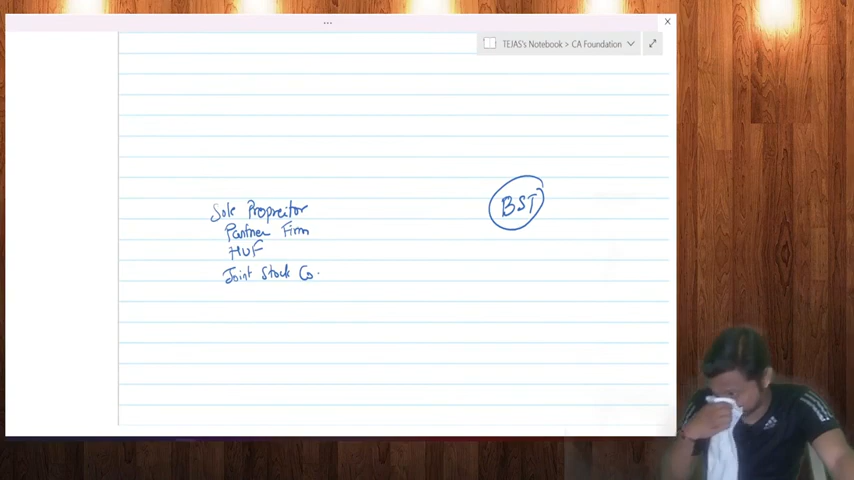 TEJAS's Notebook > CA Foundation
BST
Sole Propreitor
Partner Firm
HUF
Joint Stock Co.